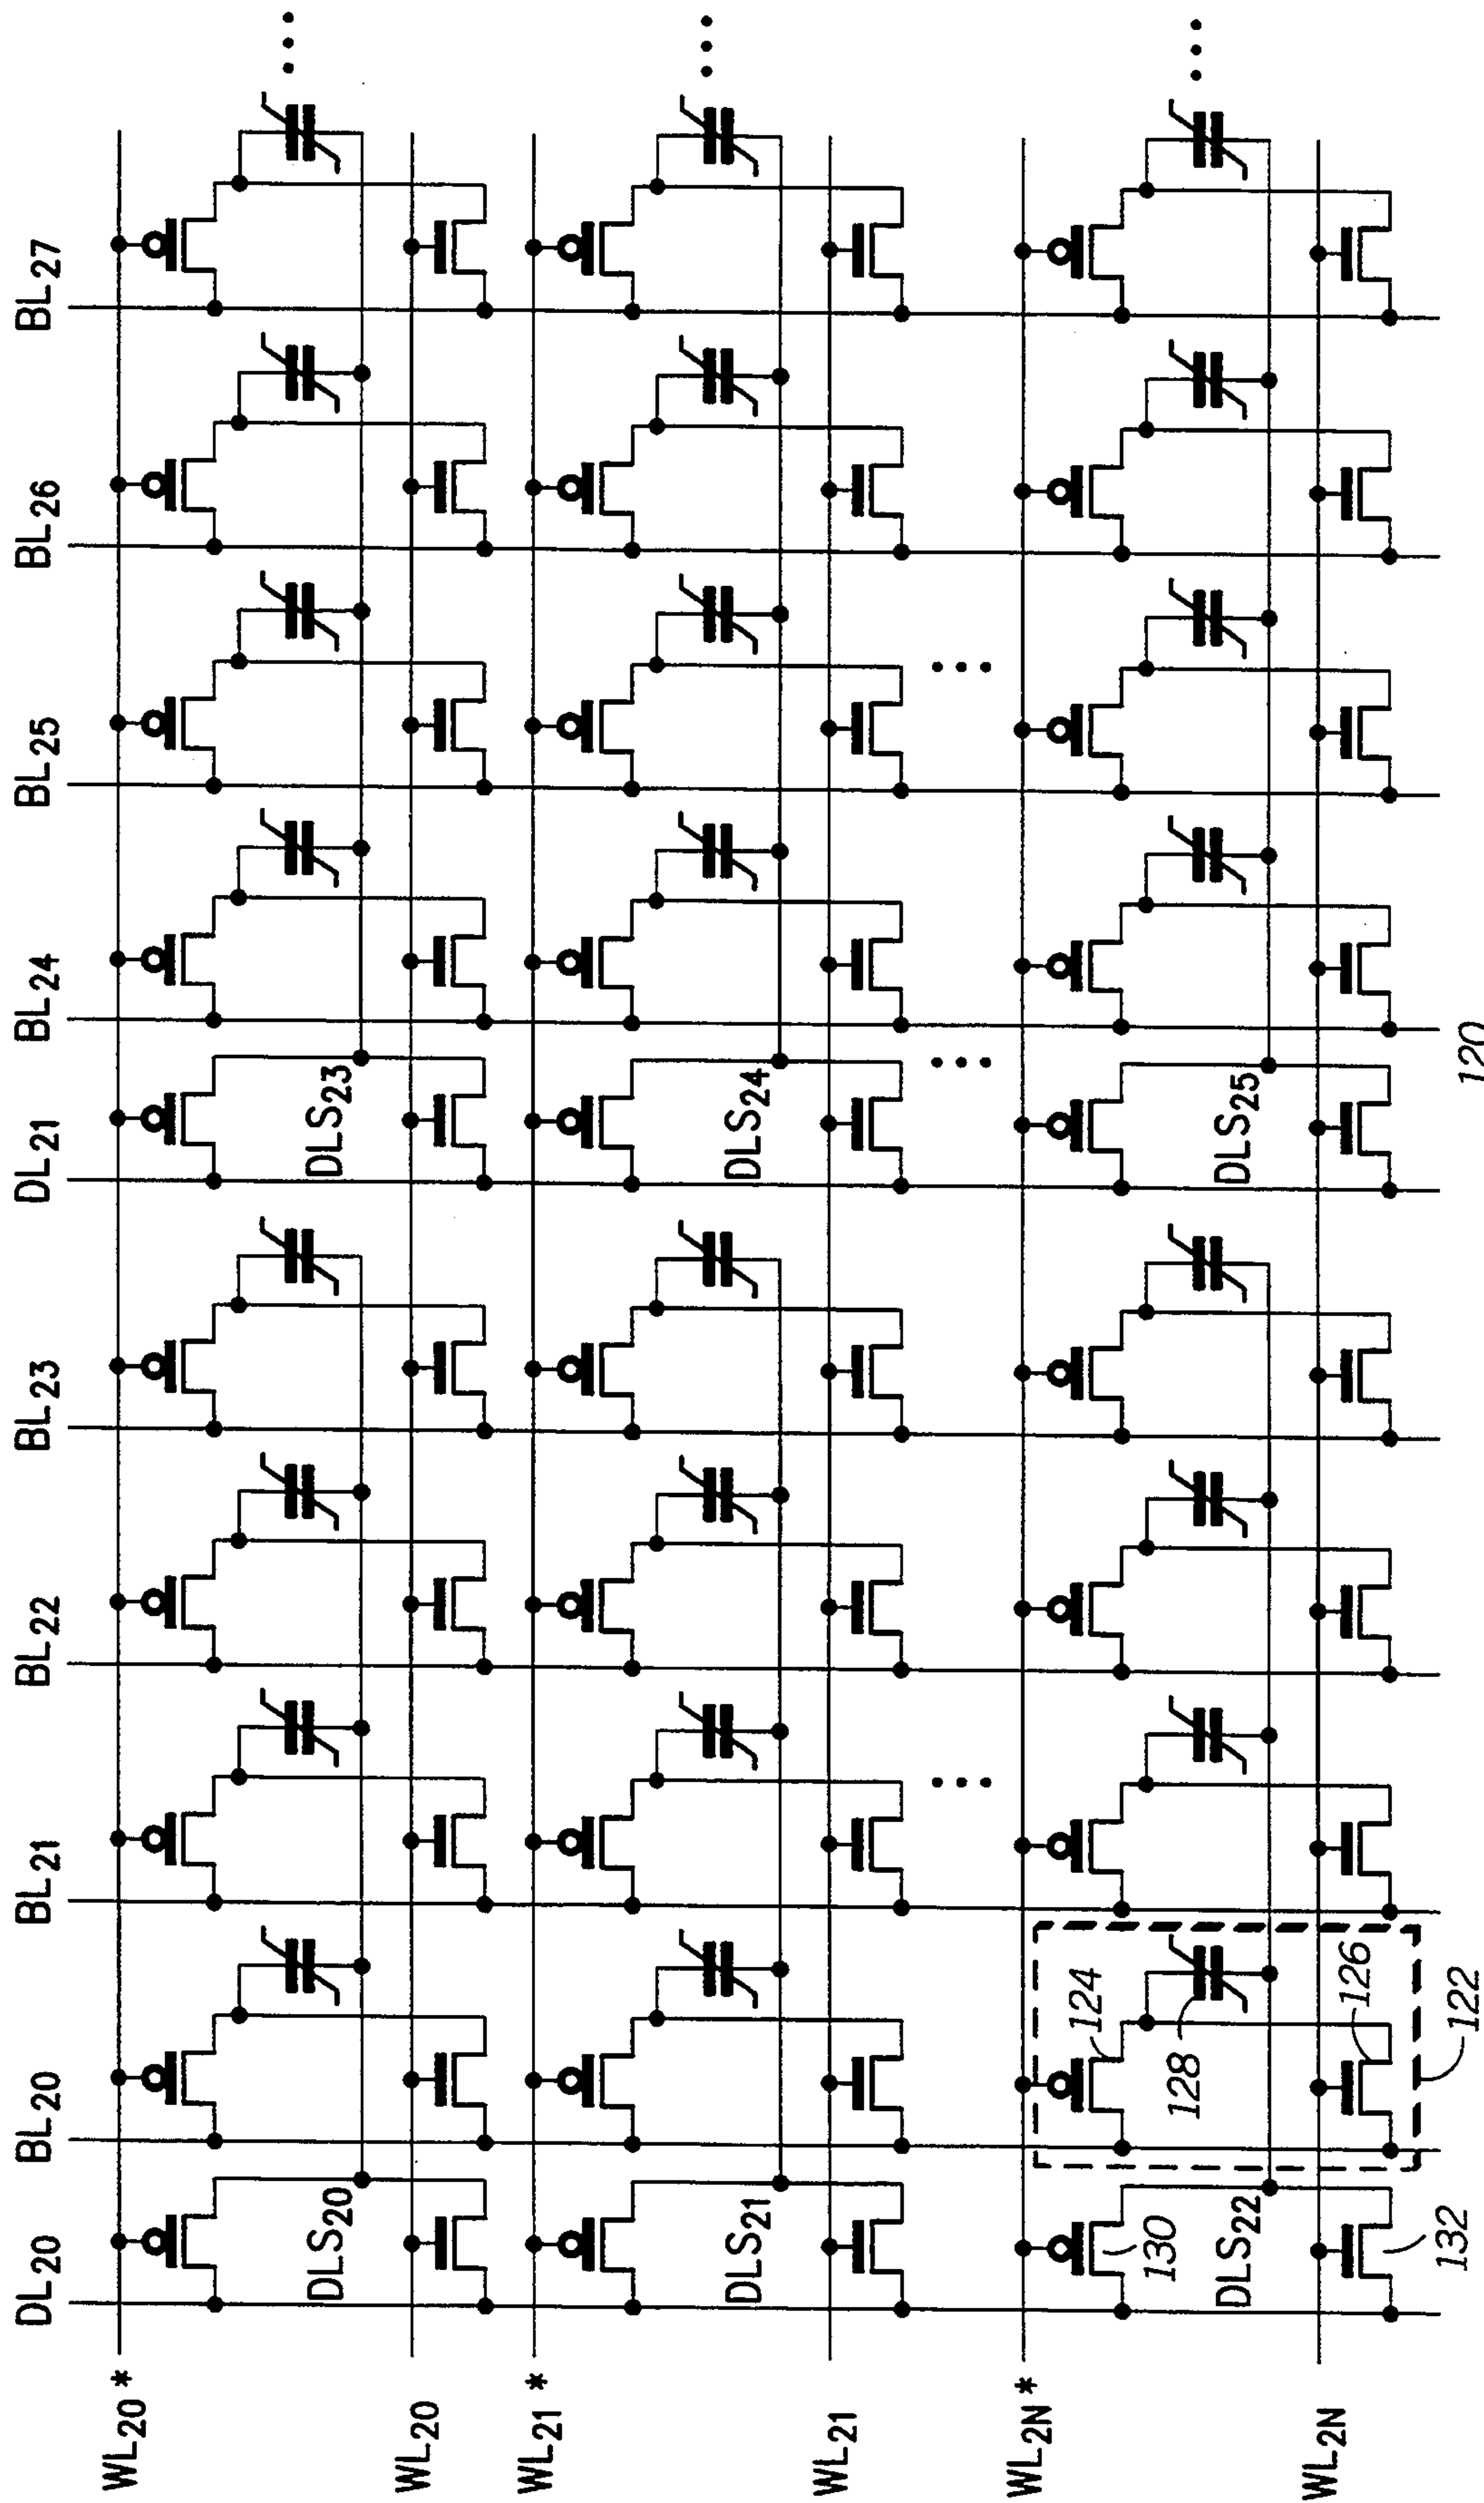 DL20 BL20 BL21 BL22 BL23 DL21 BL24 BL25 BL26 BL27
WL20*
DLS20 DLS23
WL20
WL21*
DLS21 DLS24
WL21
WL2N*
124
128
130
DLS22 DLS25
WL2N
126
132
122
120